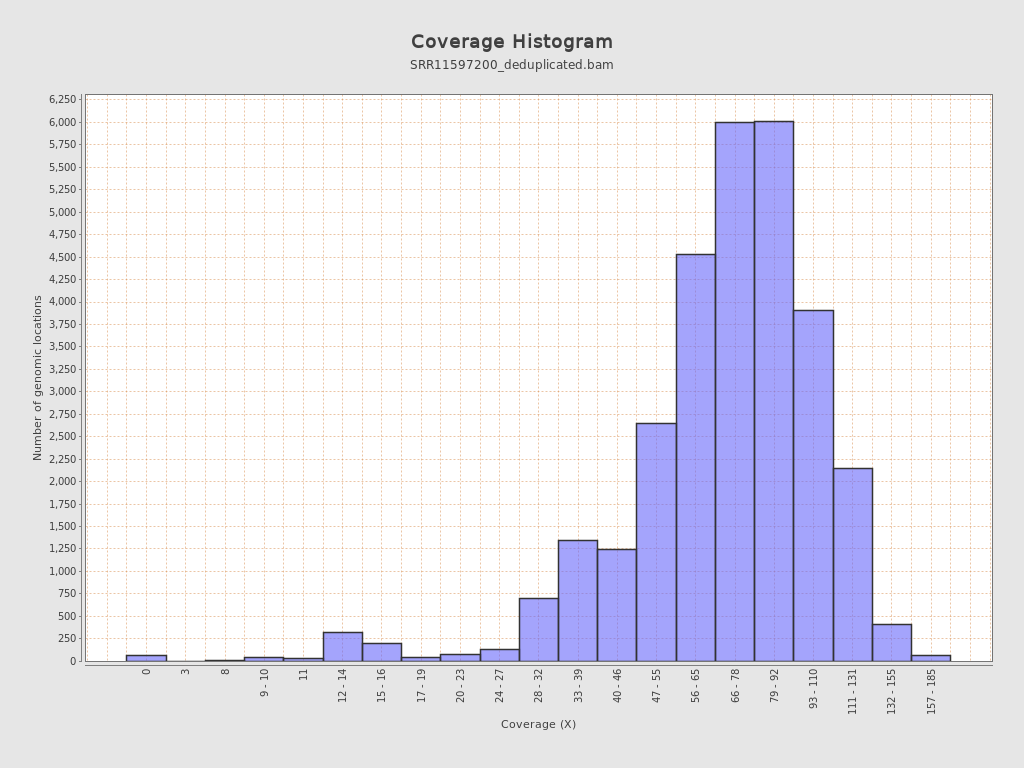 Coverage Histogram
SRR11597200_deduplicated.bam
6,250
6,000
5,750
5,500
5,250
5,000
4,750
4,500
4,250
4,000
3,750
3,500
3,250
3,000
2,750
2,500
2,250
2,000
1,750
1,500
1,250
1,000
750
500
250
0
Number of genomic locations
0
3
8
9 - 10
11
12 - 14
15 - 16
17 - 19
20 - 23
24 - 27
28 - 32
33 - 39
40 - 46
47 - 55
56 - 65
66 - 78
79 - 92
93 - 110
111 - 131
132 - 155
157 - 185
Coverage (X)